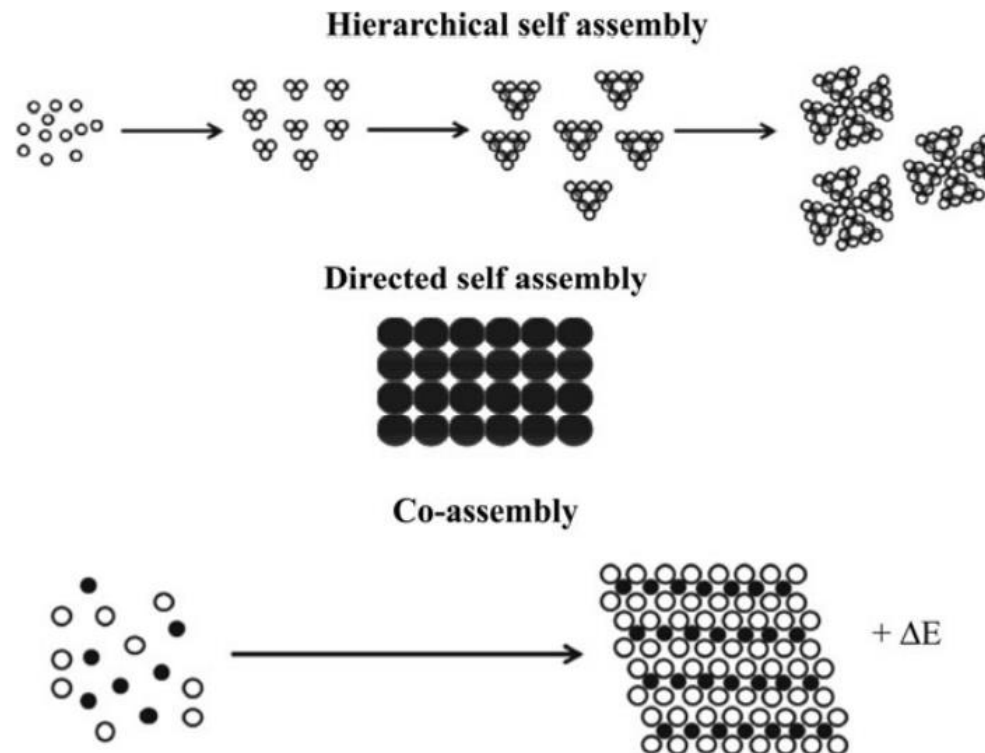 Hierarchical self assembly
Directed self assembly
Co-assembly
+ ΔE